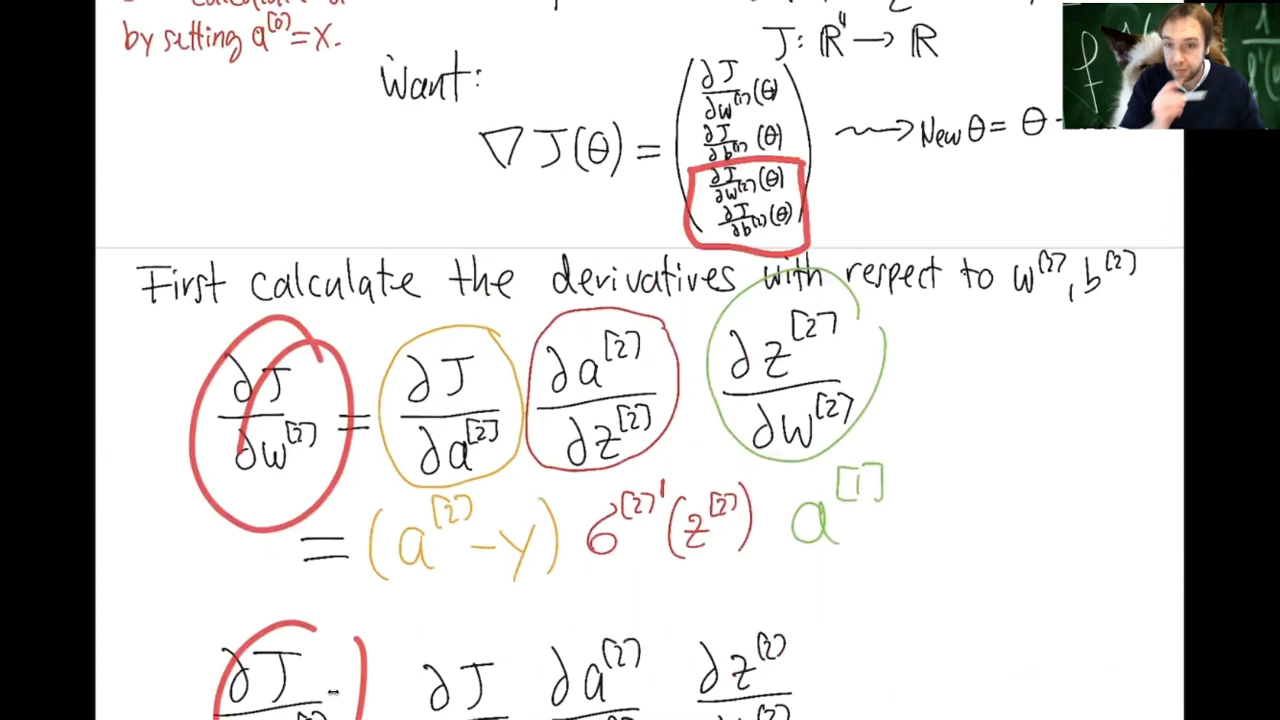 by setting a^[0] = X.
J: ℝ⁴ → ℝ
Want:
∇J(θ) = ( ∂J/∂w^[1] (θ) ∂J/∂b^[1] (θ) ∂J/∂w^[2] (θ) ∂J/∂b^[2] (θ) ) ⇝ New θ = θ
First calculate the derivatives with respect to w^[2], b^[2]
∂J/∂w^[2] = ∂J/∂a^[2] ∂a^[2]/∂z^[2] ∂z^[2]/∂w^[2]
= (a^[2] - y) σ^[2]' (z^[2]) a^[1]
∂J ∂J ∂a^[2] ∂z^[2]